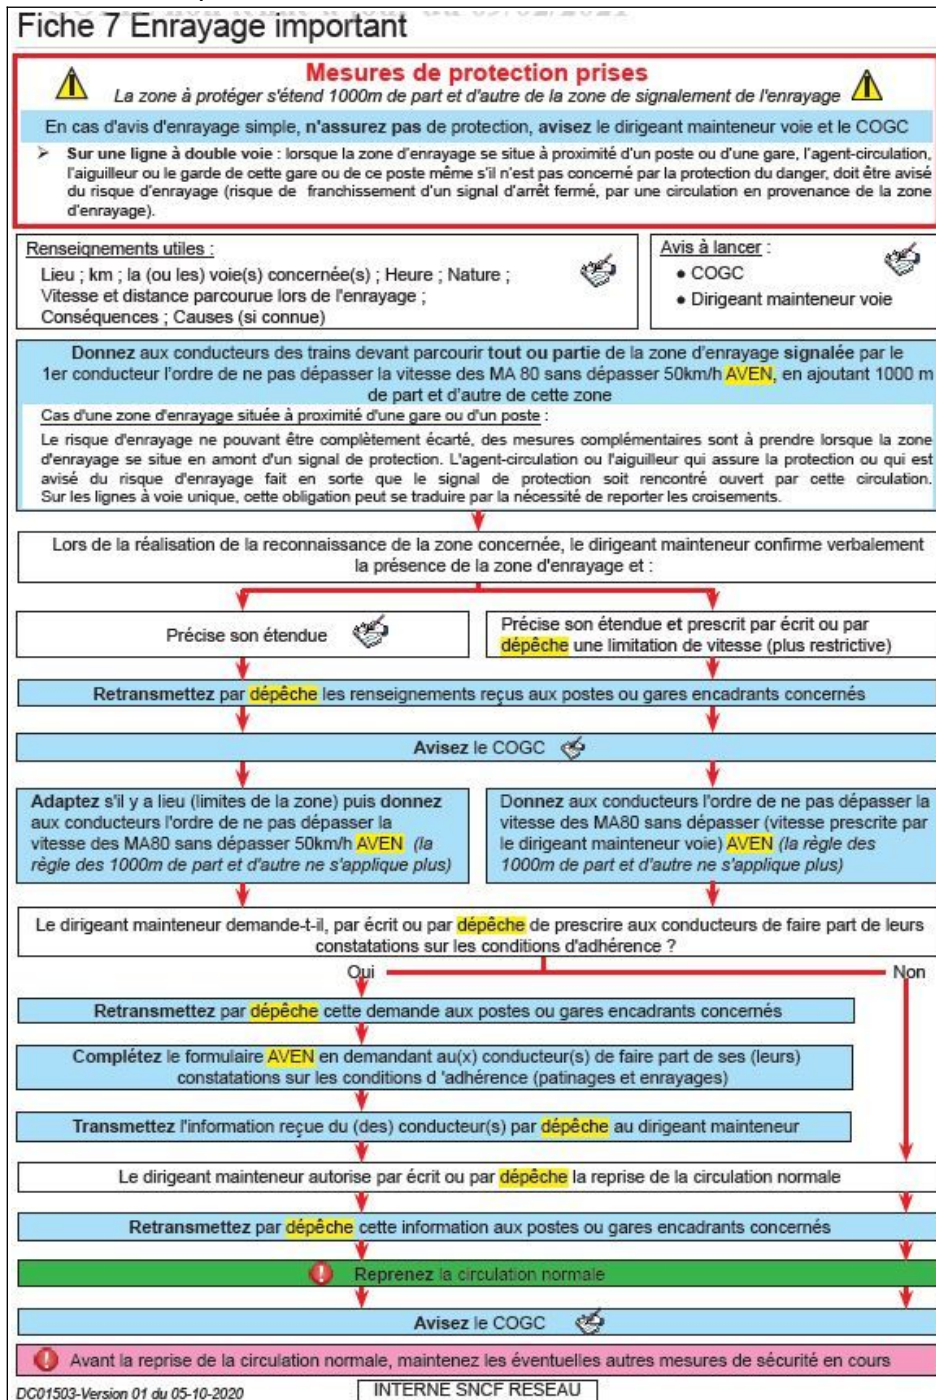 Fiche 7 Enrayage important
Mesures de protection prises
La zone à protéger s'étend 1000m de part et d'autre de la zone de signalement de l'enrayage
En cas d'avis d'enrayage simple, n'assurez pas de protection, avisez le dirigeant mainteneur voie et le COGC
➢ Sur une ligne à double voie : lorsque la zone d'enrayage se situe à proximité d'un poste ou d'une gare, l'agent-circulation,
l'aiguilleur ou le garde de cette gare ou de ce poste même s'il n'est pas concerné par la protection du danger, doit être avisé
du risque d'enrayage (risque de franchissement d'un signal d'arrêt fermé, par une circulation en provenance de la zone
d'enrayage).
Renseignements utiles :
Lieu ; km ; la (ou les) voie(s) concernée(s) ; Heure ; Nature ;
Vitesse et distance parcourue lors de l'enrayage ;
Conséquences ; Causes (si connue)
Avis à lancer :
• COGC
• Dirigeant mainteneur voie
Donnez aux conducteurs des trains devant parcourir tout ou partie de la zone d'enrayage signalée par le
1er conducteur l'ordre de ne pas dépasser la vitesse des MA 80 sans dépasser 50km/h AVEN, en ajoutant 1000 m
de part et d'autre de cette zone
Cas d'une zone d'enrayage située à proximité d'une gare ou d'un poste :
Le risque d'enrayage ne pouvant être complètement écarté, des mesures complémentaires sont à prendre lorsque la zone
d'enrayage se situe en amont d'un signal de protection. L'agent-circulation ou l'aiguilleur qui assure la protection ou qui est
avisé du risque d'enrayage fait en sorte que le signal de protection soit rencontré ouvert par cette circulation.
Sur les lignes à voie unique, cette obligation peut se traduire par la nécessité de reporter les croisements.
Lors de la réalisation de la reconnaissance de la zone concernée, le dirigeant mainteneur confirme verbalement
la présence de la zone d'enrayage et :
Précise son étendue
Précise son étendue et prescrit par écrit ou par
dépêche une limitation de vitesse (plus restrictive)
Retransmettez par dépêche les renseignements reçus aux postes ou gares encadrants concernés
Avisez le COGC
Adaptez s'il y a lieu (limites de la zone) puis donnez
aux conducteurs l'ordre de ne pas dépasser la
vitesse des MA80 sans dépasser 50km/h AVEN (la
règle des 1000m de part et d'autre ne s'applique plus)
Donnez aux conducteurs l'ordre de ne pas dépasser la
vitesse des MA80 sans dépasser (vitesse prescrite par
le dirigeant mainteneur voie) AVEN (la règle des
1000m de part et d'autre ne s'applique plus)
Le dirigeant mainteneur demande-t-il, par écrit ou par dépêche de prescrire aux conducteurs de faire part de leurs
constatations sur les conditions d'adhérence ?
Oui
Non
Retransmettez par dépêche cette demande aux postes ou gares encadrants concernés
Complétez le formulaire AVEN en demandant au(x) conducteur(s) de faire part de ses (leurs)
constatations sur les conditions d 'adhérence (patinages et enrayages)
Transmettez l'information reçue du (des) conducteur(s) par dépêche au dirigeant mainteneur
Le dirigeant mainteneur autorise par écrit ou par dépêche la reprise de la circulation normale
Retransmettez par dépêche cette information aux postes ou gares encadrants concernés
Reprenez la circulation normale
Avisez le COGC
Avant la reprise de la circulation normale, maintenez les éventuelles autres mesures de sécurité en cours
DC01503-Version 01 du 05-10-2020
INTERNE SNCF RESEAU